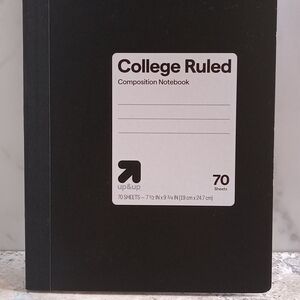 College Ruled
Composition Notebook
70
Sheets
up&up
70 SHEETS – 7 1/2 IN x 9 3/4 IN (19 cm x 24.7 cm)